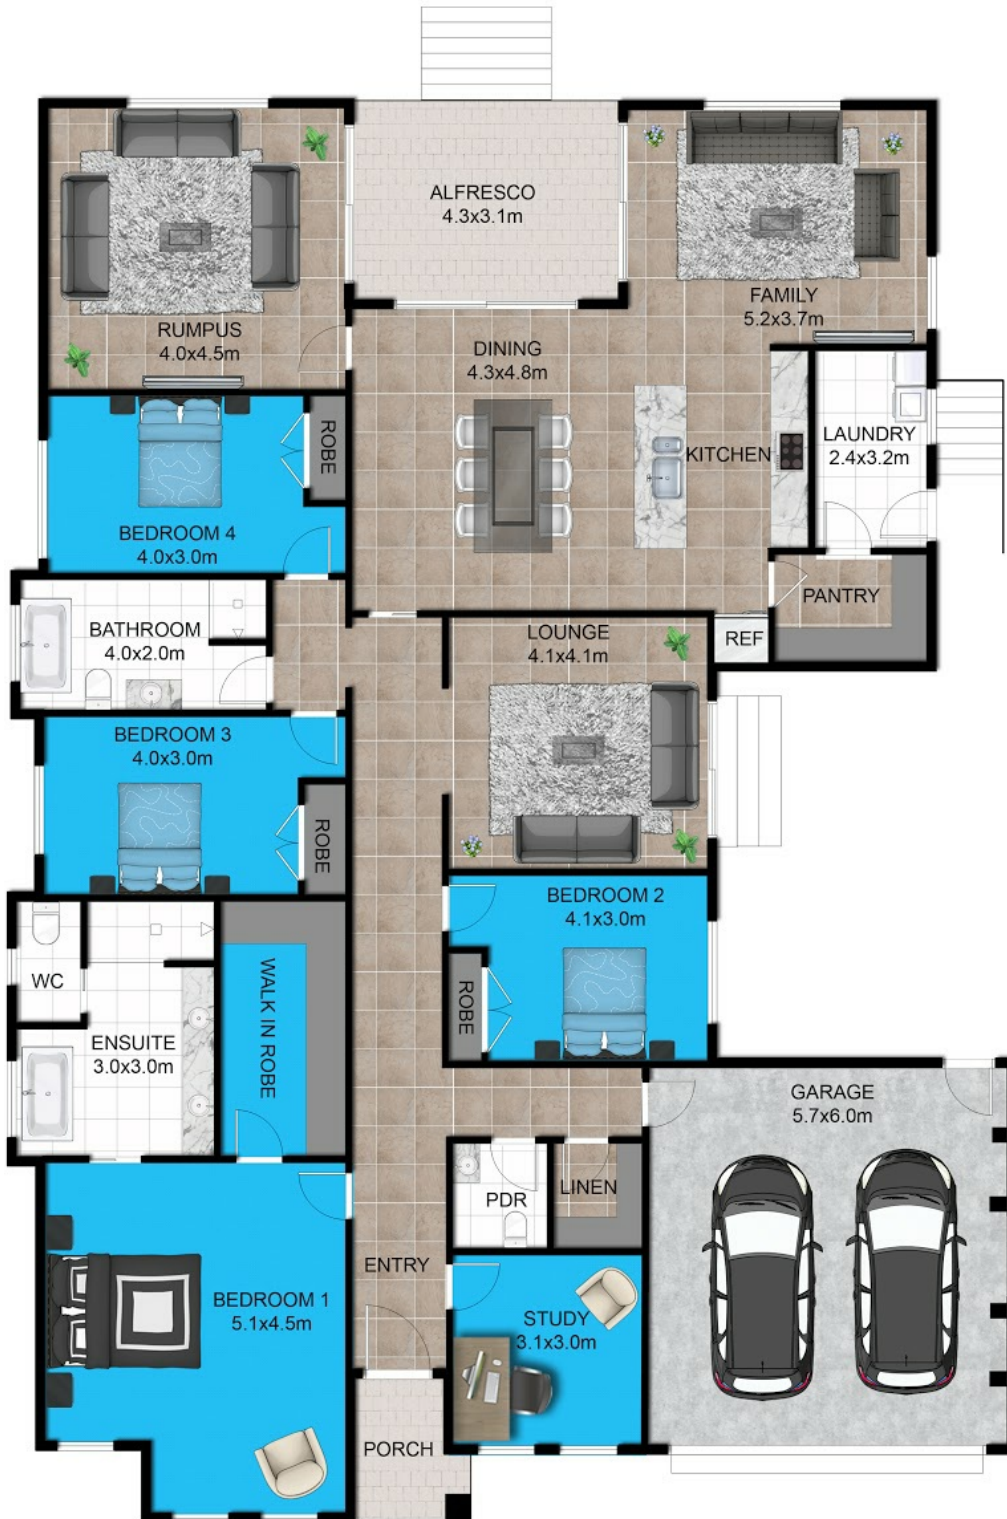 ALFRESCO
4.3x3.1m
FAMILY
5.2x3.7m
RUMPUS
4.0x4.5m
DINING
4.3x4.8m
ROBE
KITCHEN
LAUNDRY
2.4x3.2m
BEDROOM 4
4.0x3.0m
PANTRY
BATHROOM
4.0x2.0m
LOUNGE
4.1x4.1m
REF
BEDROOM 3
4.0x3.0m
ROBE
BEDROOM 2
4.1x3.0m
WC
WALK IN ROBE
ROBE
ENSUITE
3.0x3.0m
GARAGE
5.7x6.0m
PDR
LINEN
ENTRY
BEDROOM 1
5.1x4.5m
STUDY
3.1x3.0m
PORCH